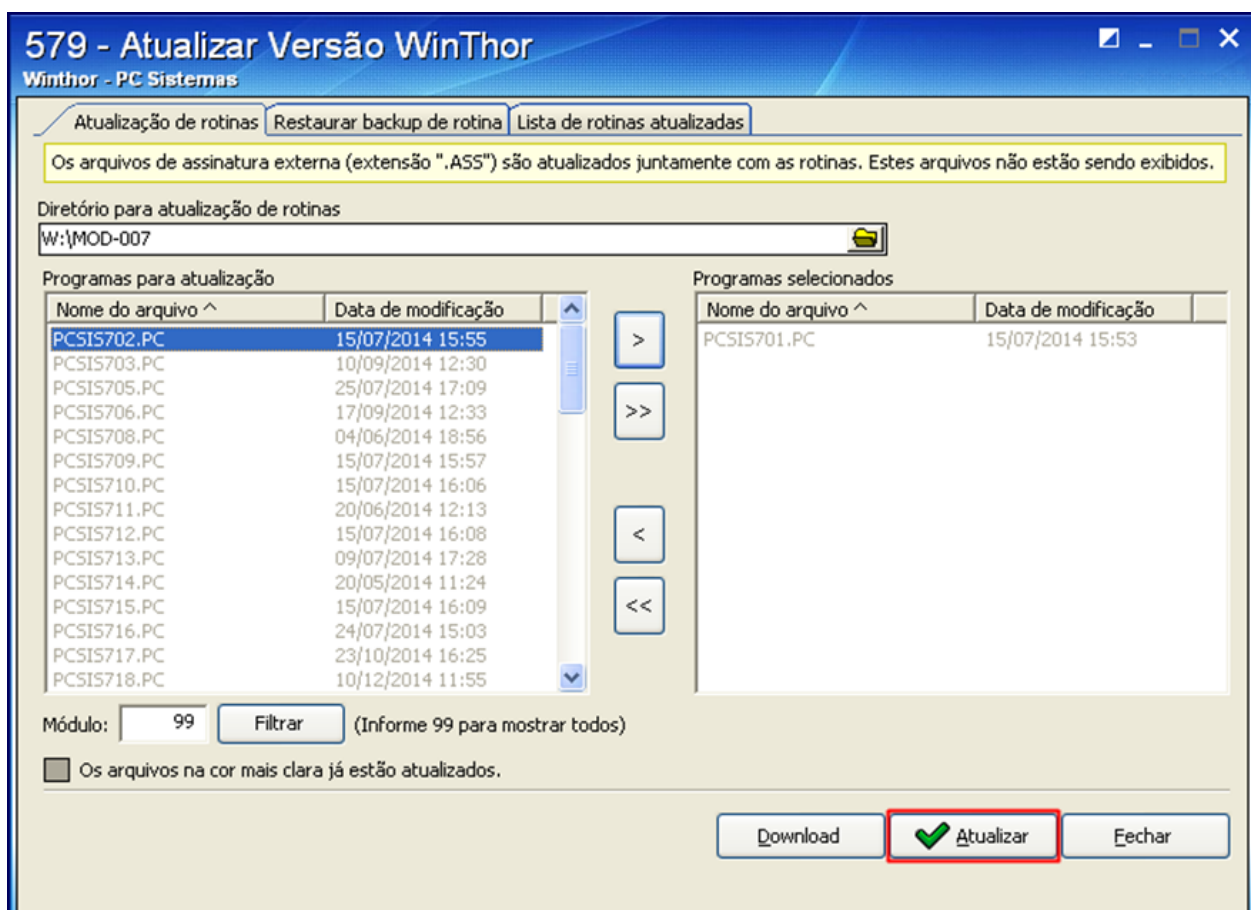 579 - Atualizar Versão WinThor
Winthor - PC Sistemas
Atualização de rotinas Restaurar backup de rotina Lista de rotinas atualizadas
Os arquivos de assinatura externa (extensão ".ASS") são atualizados juntamente com as rotinas. Estes arquivos não estão sendo exibidos.
Diretório para atualização de rotinas
W:\MOD-007
Programas para atualização
Nome do arquivo ^ Data de modificação
PCSIS702.PC 15/07/2014 15:55
PCSIS703.PC 10/09/2014 12:30
PCSIS705.PC 25/07/2014 17:09
PCSIS706.PC 17/09/2014 12:33
PCSIS708.PC 04/06/2014 18:56
PCSIS709.PC 15/07/2014 15:57
PCSIS710.PC 15/07/2014 16:06
PCSIS711.PC 20/06/2014 12:13
PCSIS712.PC 15/07/2014 16:08
PCSIS713.PC 09/07/2014 17:28
PCSIS714.PC 20/05/2014 11:24
PCSIS715.PC 15/07/2014 16:09
PCSIS716.PC 24/07/2014 15:03
PCSIS717.PC 23/10/2014 16:25
PCSIS718.PC 10/12/2014 11:55
>
>>
<
<<
Programas selecionados
Nome do arquivo ^ Data de modificação
PCSIS701.PC 15/07/2014 15:53
Módulo: 99 Filtrar (Informe 99 para mostrar todos)
Os arquivos na cor mais clara já estão atualizados.
Download Atualizar Fechar